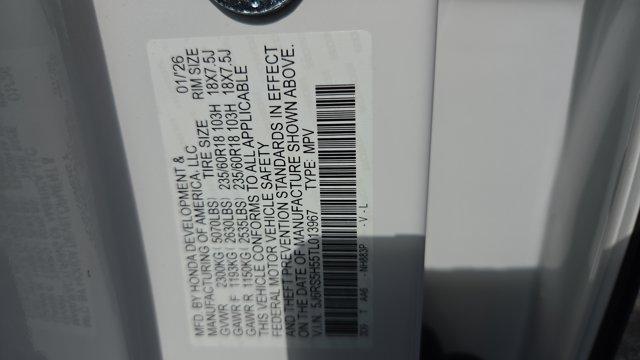 MFD. BY HONDA DEVELOPMENT & 01/26
MANUFACTURING OF AMERICA, LLC
TIRE SIZE RIM SIZE
GVWR 2300KG ( 5070LBS) 235/60R18 103H 18X7.5J
GAWR F 1193KG ( 2630LBS) 235/60R18 103H 18X7.5J
GAWR R 1150KG ( 2535LBS)
THIS VEHICLE CONFORMS TO ALL APPLICABLE
FEDERAL MOTOR VEHICLE SAFETY
AND THEFT PREVENTION STANDARDS IN EFFECT
ON THE DATE OF MANUFACTURE SHOWN ABOVE.
V.I.N. 5J6RS5H55TL013967 TYPE: MPV
NH883P - V - L